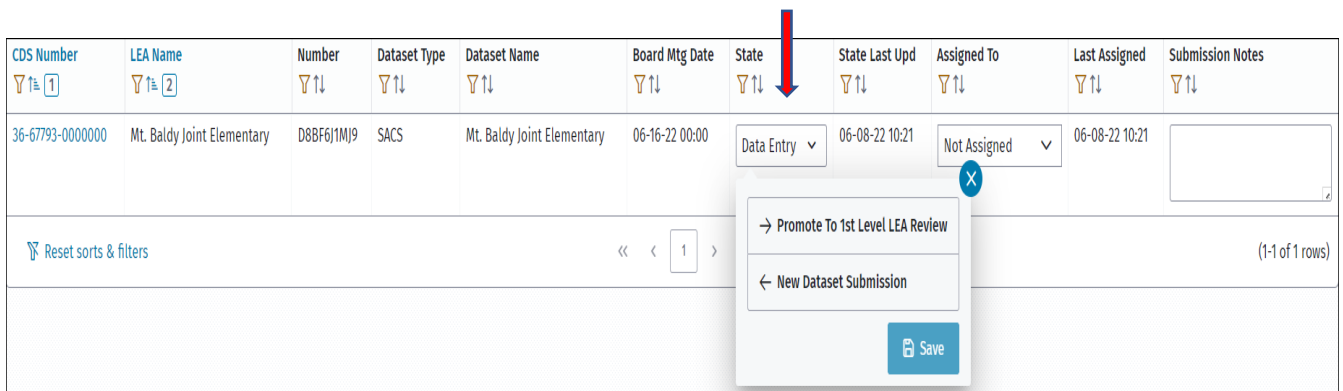 CDS Number LEA Name Number Dataset Type Dataset Name Board Mtg Date State State Last Upd Assigned To Last Assigned Submission Notes
1 2
36-67793-0000000 Mt. Baldy Joint Elementary D8BF6J1MJ9 SACS Mt. Baldy Joint Elementary 06-16-22 00:00 Data Entry 06-08-22 10:21 Not Assigned 06-08-22 10:21
→ Promote To 1st Level LEA Review
Reset sorts & filters « ‹ 1 › (1-1 of 1 rows)
← New Dataset Submission
Save